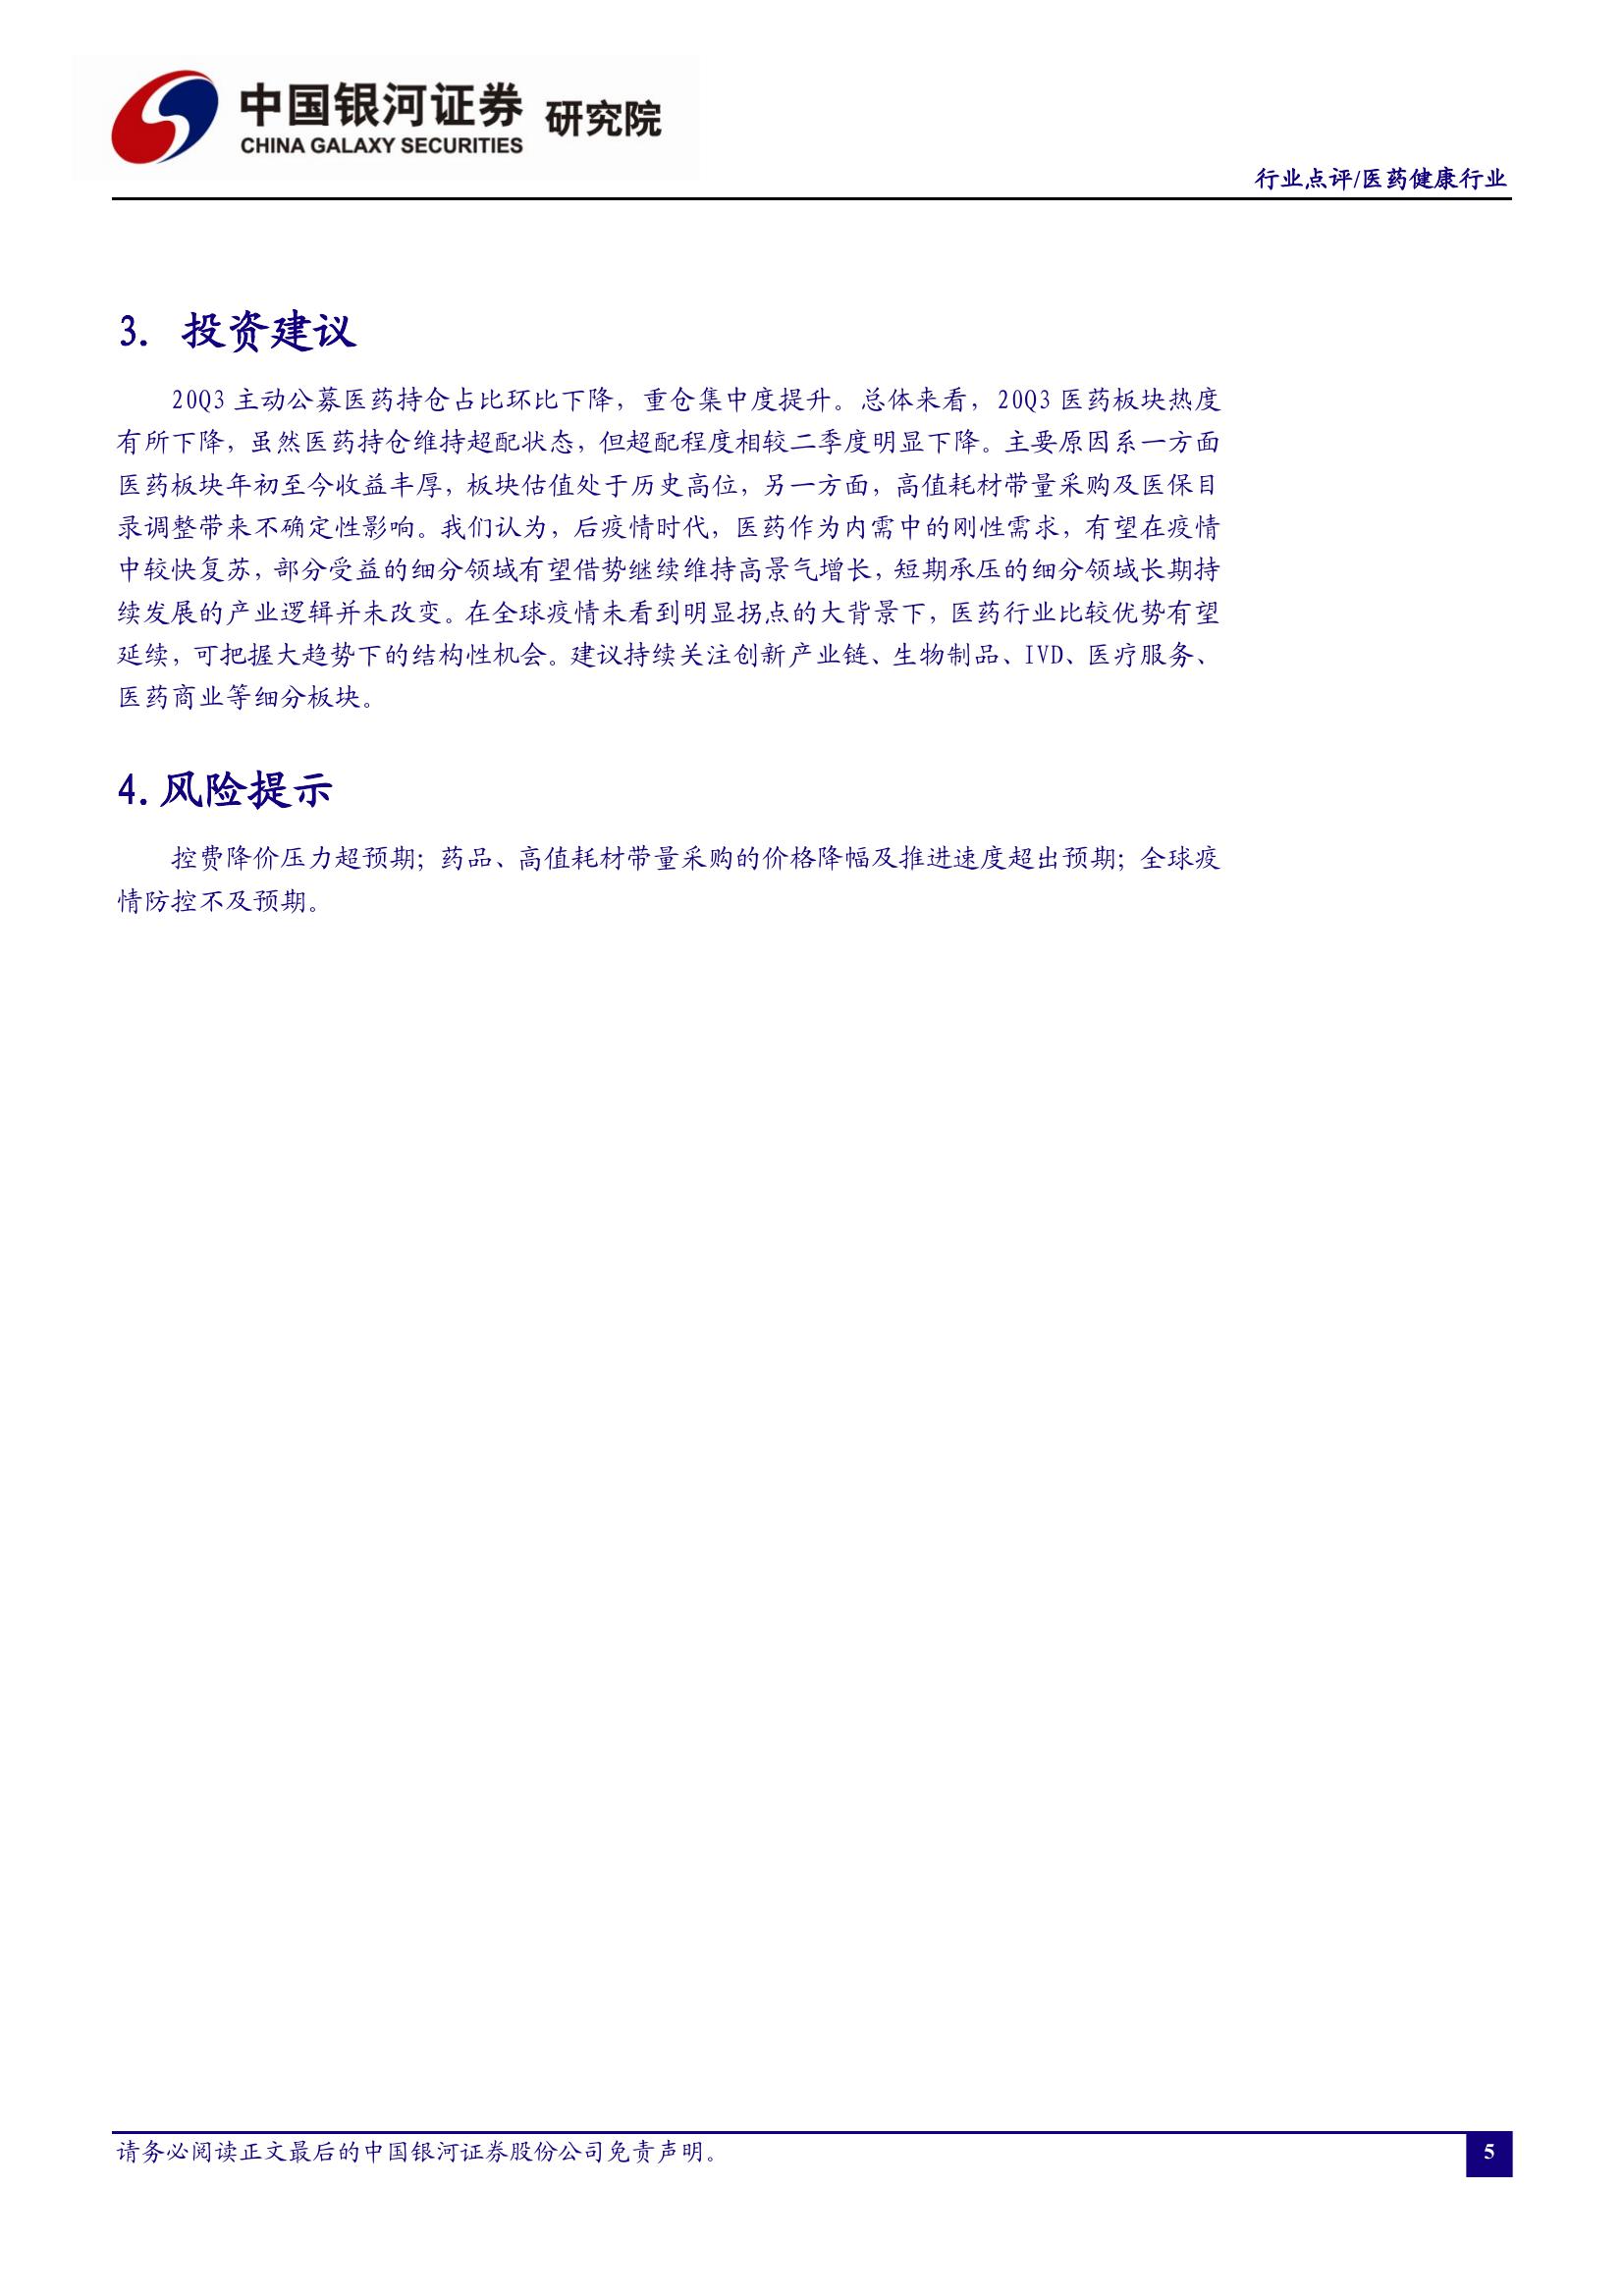 中国银河证券 研究院
CHINA GALAXY SECURITIES
行业点评/医药健康行业
3. 投资建议
20Q3 主动公募医药持仓占比环比下降，重仓集中度提升。总体来看，20Q3 医药板块热度
有所下降，虽然医药持仓维持超配状态，但超配程度相较二季度明显下降。主要原因系一方面
医药板块年初至今收益丰厚，板块估值处于历史高位，另一方面，高值耗材带量采购及医保目
录调整带来不确定性影响。我们认为，后疫情时代，医药作为内需中的刚性需求，有望在疫情
中较快复苏，部分受益的细分领域有望借势继续维持高景气增长，短期承压的细分领域长期持
续发展的产业逻辑并未改变。在全球疫情未看到明显拐点的大背景下，医药行业比较优势有望
延续，可把握大趋势下的结构性机会。建议持续关注创新产业链、生物制品、IVD、医疗服务、
医药商业等细分板块。
4.风险提示
控费降价压力超预期；药品、高值耗材带量采购的价格降幅及推进速度超出预期；全球疫
情防控不及预期。
请务必阅读正文最后的中国银河证券股份公司免责声明。
5